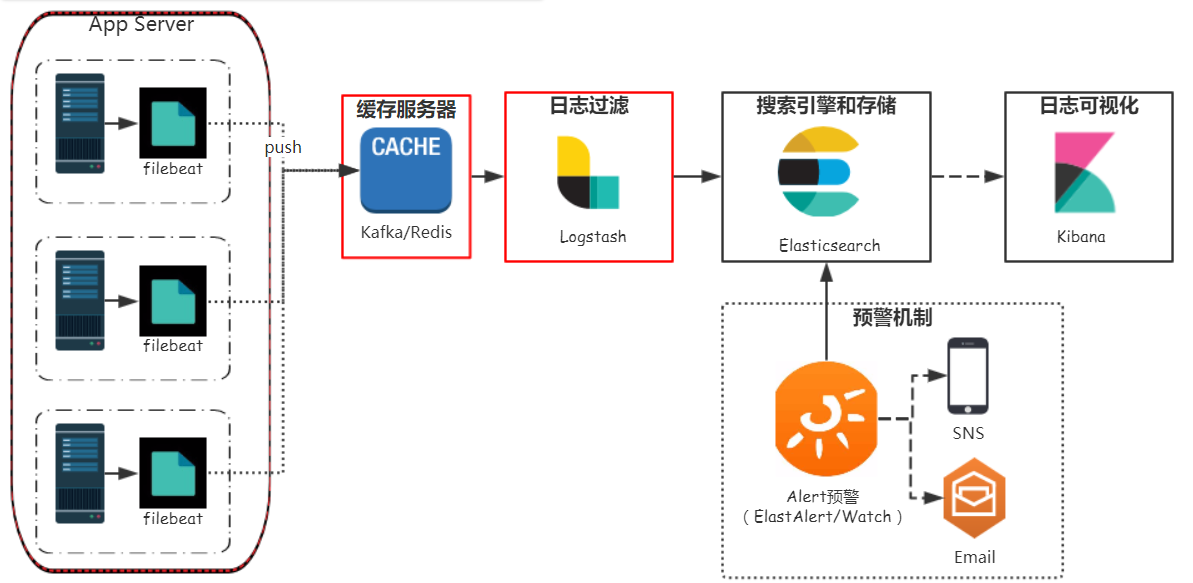 App Server
filebeat
filebeat
filebeat
push
缓存服务器
CACHE
Kafka/Redis
日志过滤
Logstash
搜索引擎和存储
Elasticsearch
日志可视化
Kibana
预警机制
Alert预警
（ElastAlert/Watch）
SNS
Email